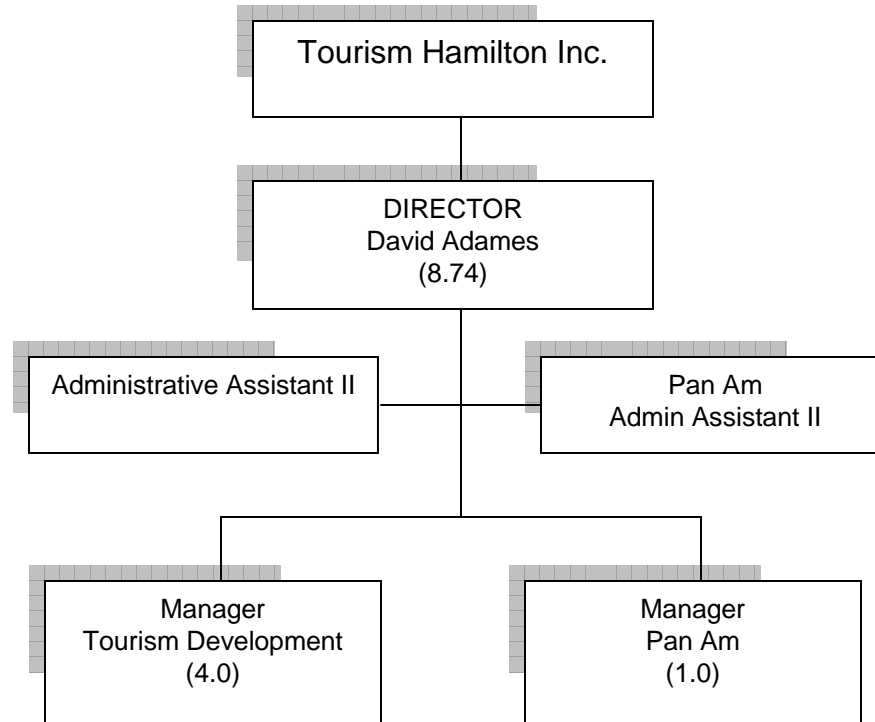 Tourism Hamilton Inc.
DIRECTOR
David Adames
(8.74)
Administrative Assistant II
Pan Am
Admin Assistant II
Manager
Tourism Development
(4.0)
Manager
Pan Am
(1.0)